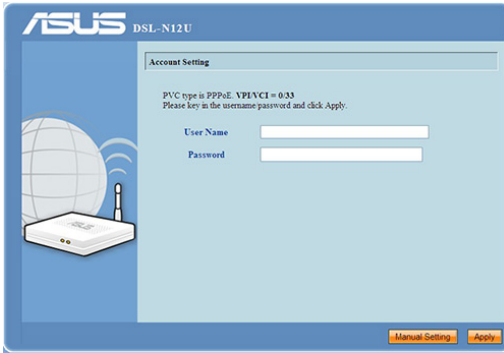 ASUS DSL-N12U
Account Setting
PVC type is PPPoE. VPI/VCI = 0/33
Please key in the username/password and click Apply.
User Name
Password
ASUS
Manual Setting
Apply